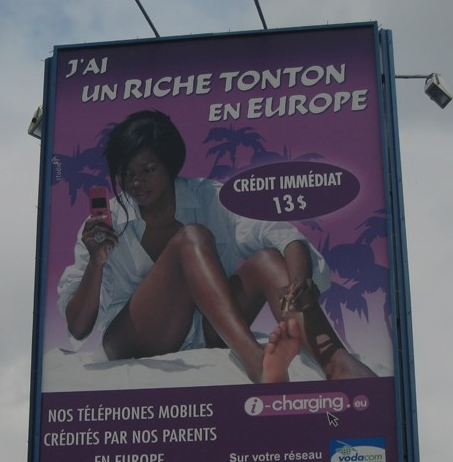 J'AI
UN RICHE TONTON
EN EUROPE
CRÉDIT IMMÉDIAT
13 $
i-charging.eu
NOS TÉLÉPHONES MOBILES
CRÉDITÉS PAR NOS PARENTS
EN EUROPE
Sur votre réseau
vodacom